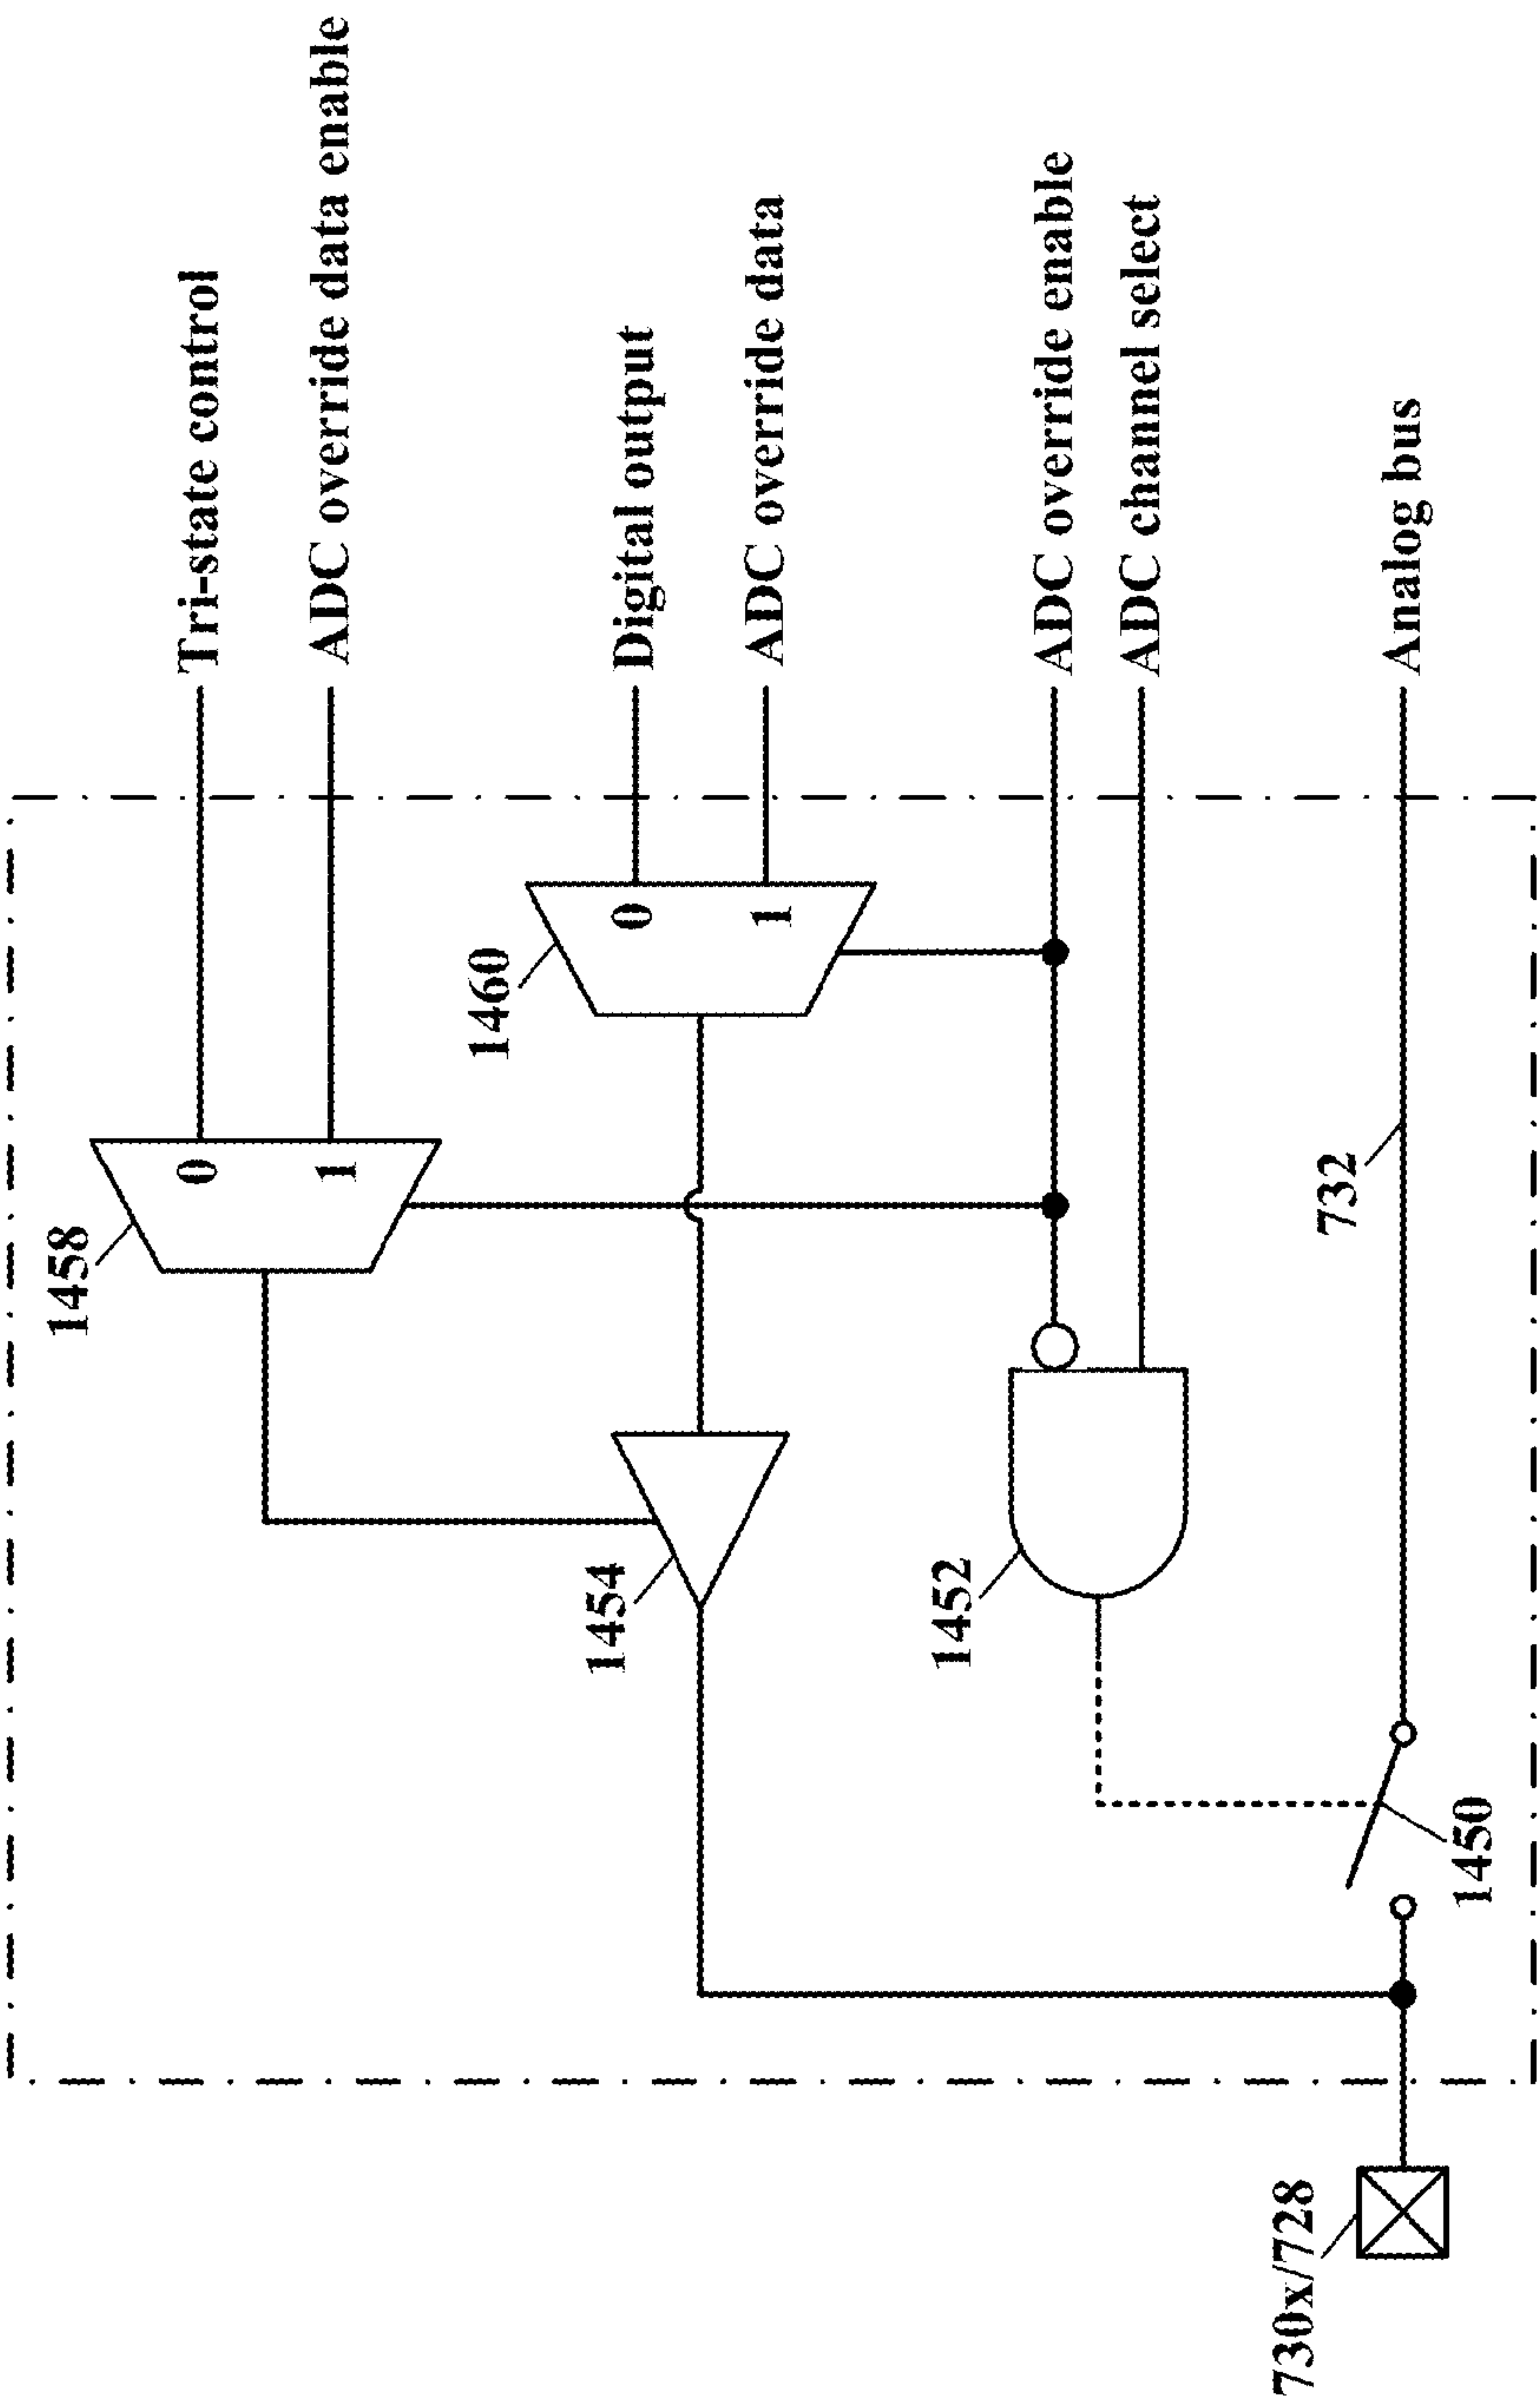 Tri-state control
ADC override data enable
1458
0
1
Digital output
ADC override data
1460
0
1
1454
ADC override enable
ADC channel select
1452
Analog bus
732
1450
730x/728